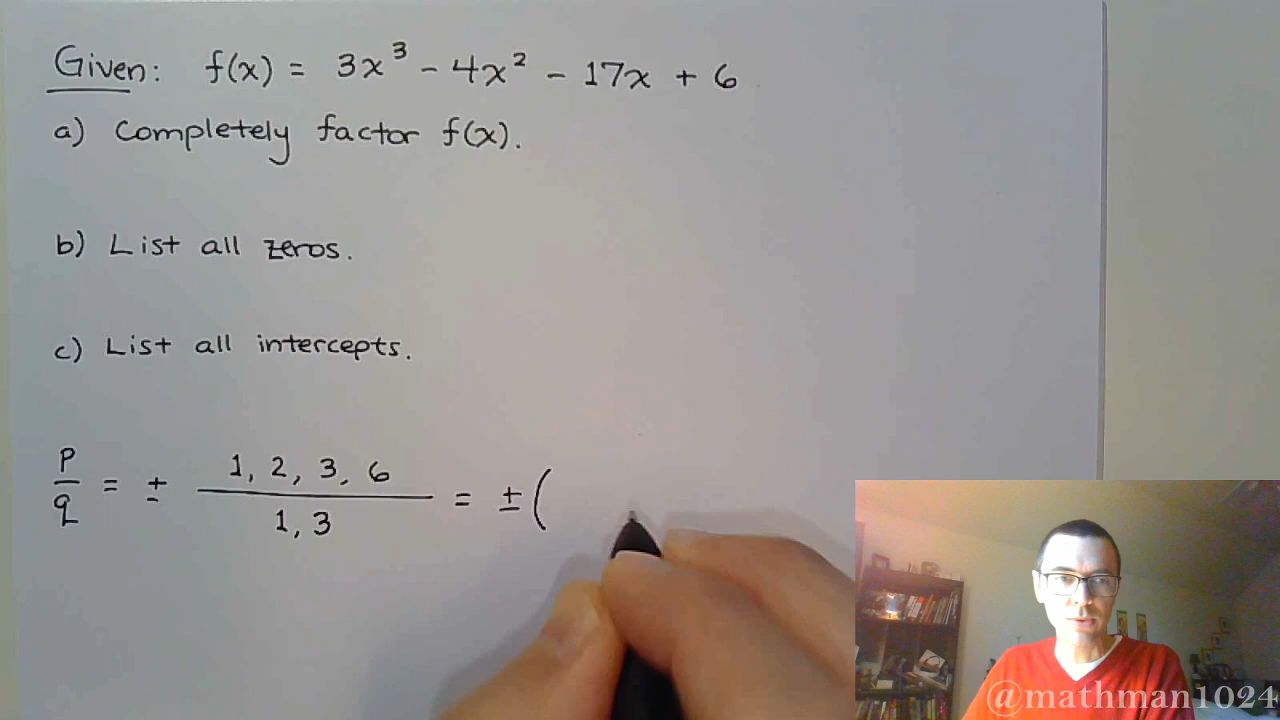 Given: f(x) = 3x³ - 4x² - 17x + 6
a) Completely factor f(x).
b) List all zeros.
c) List all intercepts.
p/q = ± 1, 2, 3, 6 / 1, 3 = ± (
@mathman1024